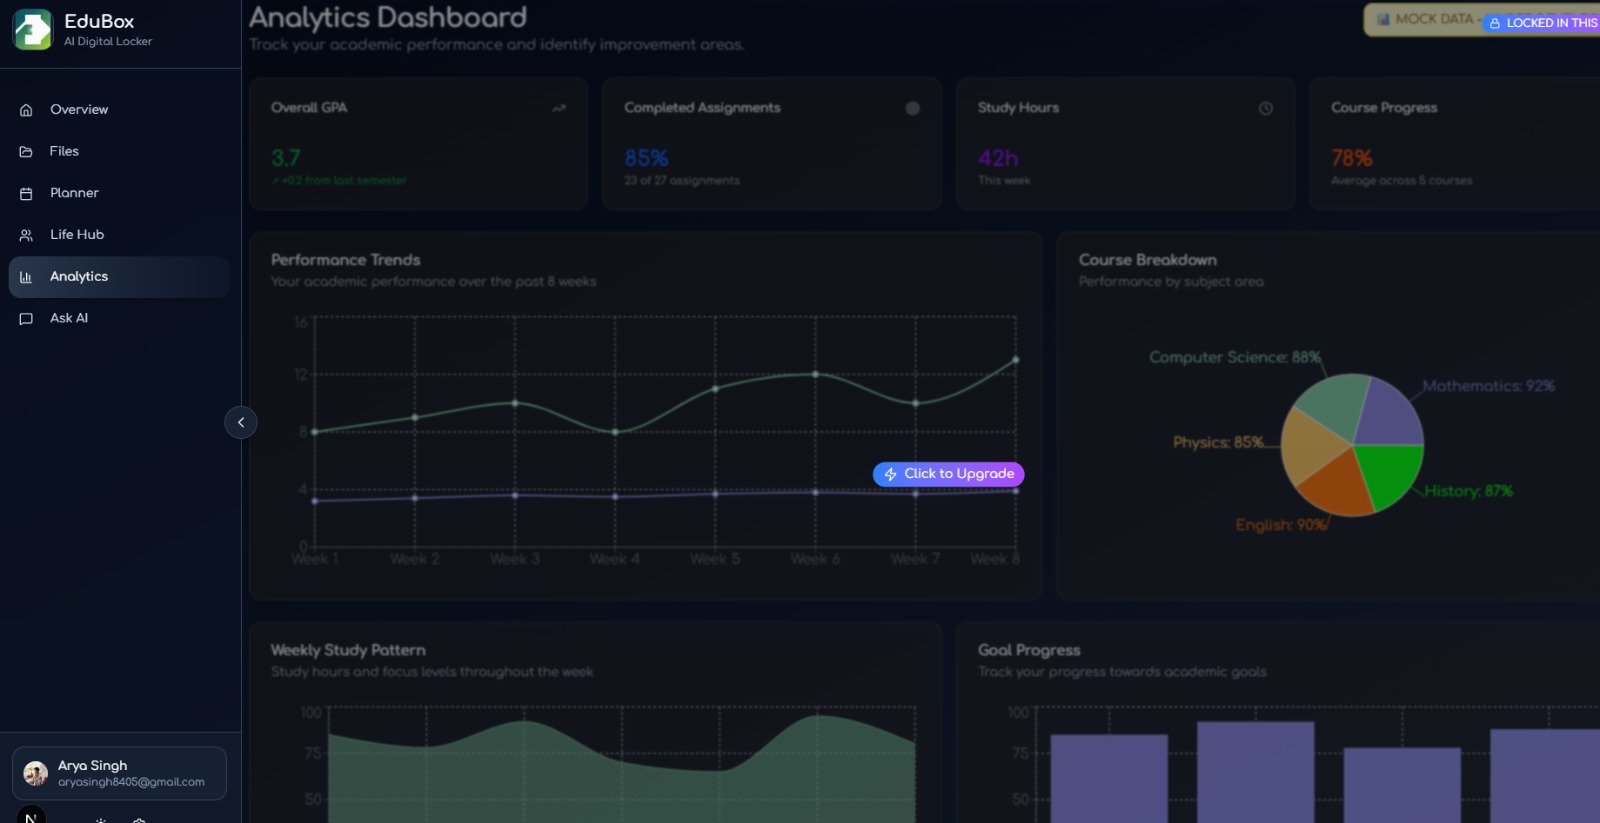 EduBox
AI Digital Locker
Overview
Files
Planner
Life Hub
Analytics
Ask AI
Arya Singh
aryasingh8405@gmail.com
N
Analytics Dashboard
Track your academic performance and identify improvement areas.
MOCK DATA -
LOCKED IN THIS
Overall GPA
3.7
+0.2 from last semester
Completed Assignments
85%
23 of 27 assignments
Study Hours
42h
This week
Course Progress
78%
Average across 5 courses
Performance Trends
Your academic performance over the past 8 weeks
16
12
8
4
0
Week 1 Week 2 Week 3 Week 4 Week 5 Week 6 Week 7 Week 8
Click to Upgrade
Course Breakdown
Performance by subject area
Computer Science: 88%
Mathematics: 92%
Physics: 85%
History: 87%
English: 90%
Weekly Study Pattern
Study hours and focus levels throughout the week
100
75
50
Goal Progress
Track your progress towards academic goals
100
75
50